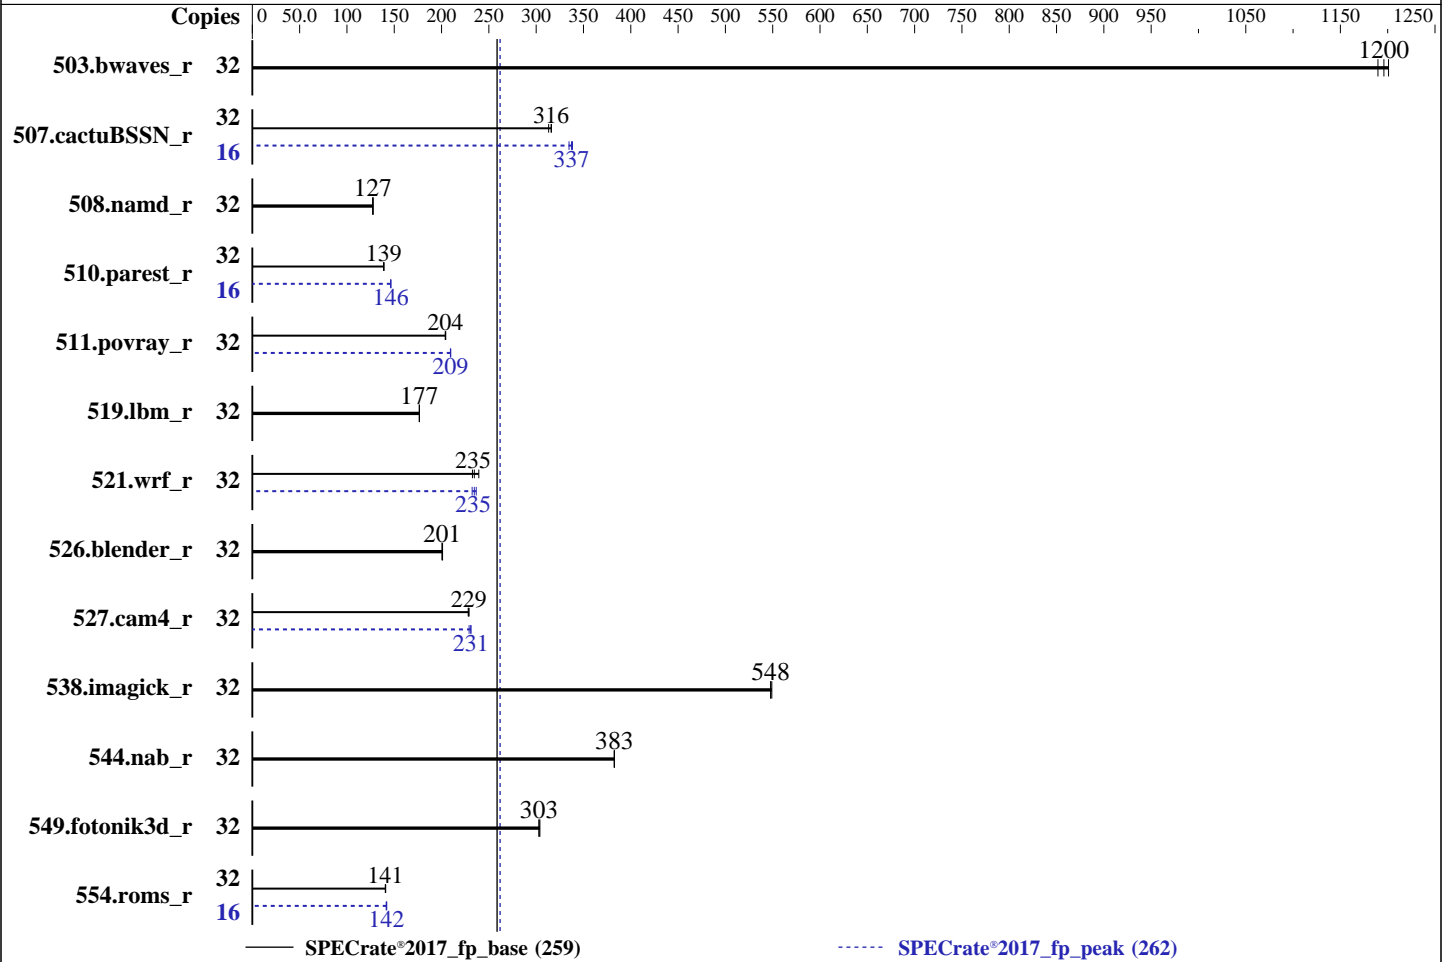 Copies 0 50.0 100 150 200 250 300 350 400 450 500 550 600 650 700 750 800 850 900 950 1050 1150 1250
503.bwaves_r 32 1200
507.cactuBSSN_r 32 316
16 337
508.namd_r 32 127
510.parest_r 32 139
16 146
511.povray_r 32 204
209
519.lbm_r 32 177
521.wrf_r 32 235
235
526.blender_r 32 201
527.cam4_r 32 229
231
538.imagick_r 32 548
544.nab_r 32 383
549.fotonik3d_r 32 303
554.roms_r 32 141
16 142
SPECrate®2017_fp_base (259) SPECrate®2017_fp_peak (262)